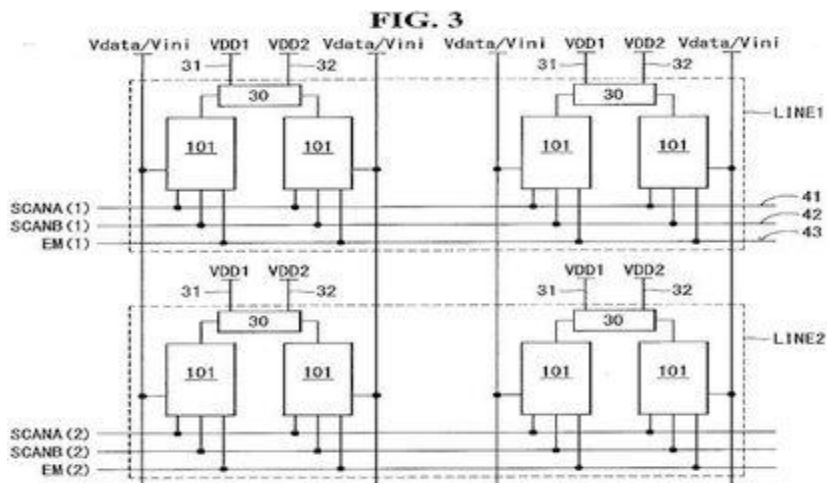 FIG. 3
Vdata/Vini VDD1 VDD2 Vdata/Vini Vdata/Vini VDD1 VDD2 Vdata/Vini
31 32 31 32
30 30
LINE1
101 101 101 101
41
SCANA(1)
42
SCANB(1)
43
EM(1)
VDD1 VDD2 VDD1 VDD2
31 32 31 32
30 30
LINE2
101 101 101 101
SCANA(2)
SCANB(2)
EM(2)